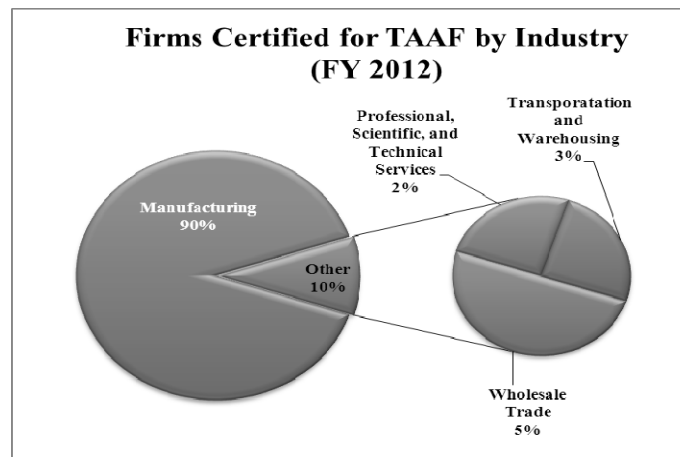 Firms Certified for TAAF by Industry
(FY 2012)
Professional,
Scientific, and
Technical
Services
2%
Transporatation
and
Warehousing
3%
Manufacturing
90%
Other
10%
Wholesale
Trade
5%